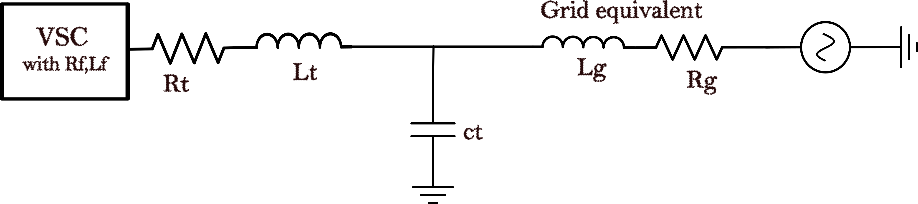 Grid equivalent
VSC
with Rf,Lf
Rt
Lt
Lg
Rg
ct